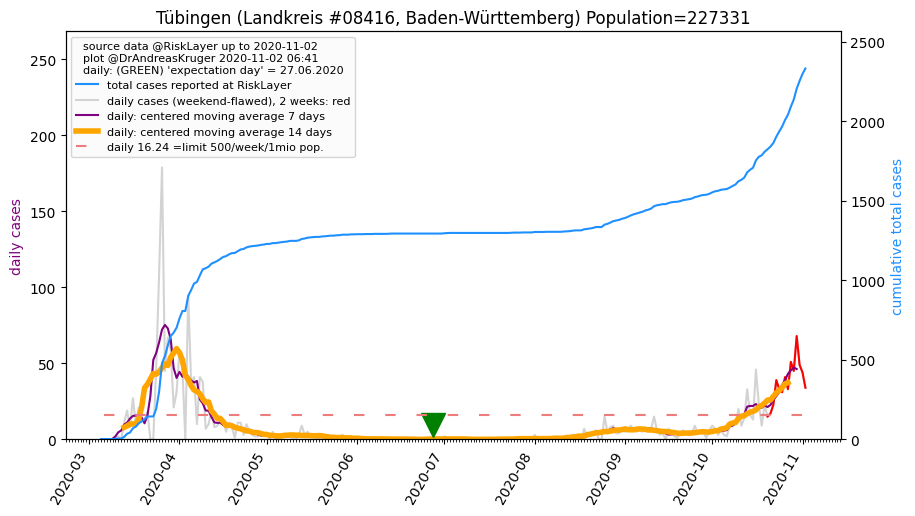 Tübingen (Landkreis #08416, Baden-Württemberg) Population=227331
source data @RiskLayer up to 2020-11-02
plot @DrAndreasKruger 2020-11-02 06:41
daily: (GREEN) 'expectation day' = 27.06.2020
total cases reported at RiskLayer
daily cases (weekend-flawed), 2 weeks: red
daily: centered moving average 7 days
daily: centered moving average 14 days
daily 16.24 =limit 500/week/1mio pop.
daily cases
250
200
150
100
50
0
2500
2000
1500
1000
500
0
cumulative total cases
2020-03
2020-04
2020-05
2020-06
2020-07
2020-08
2020-09
2020-10
2020-11